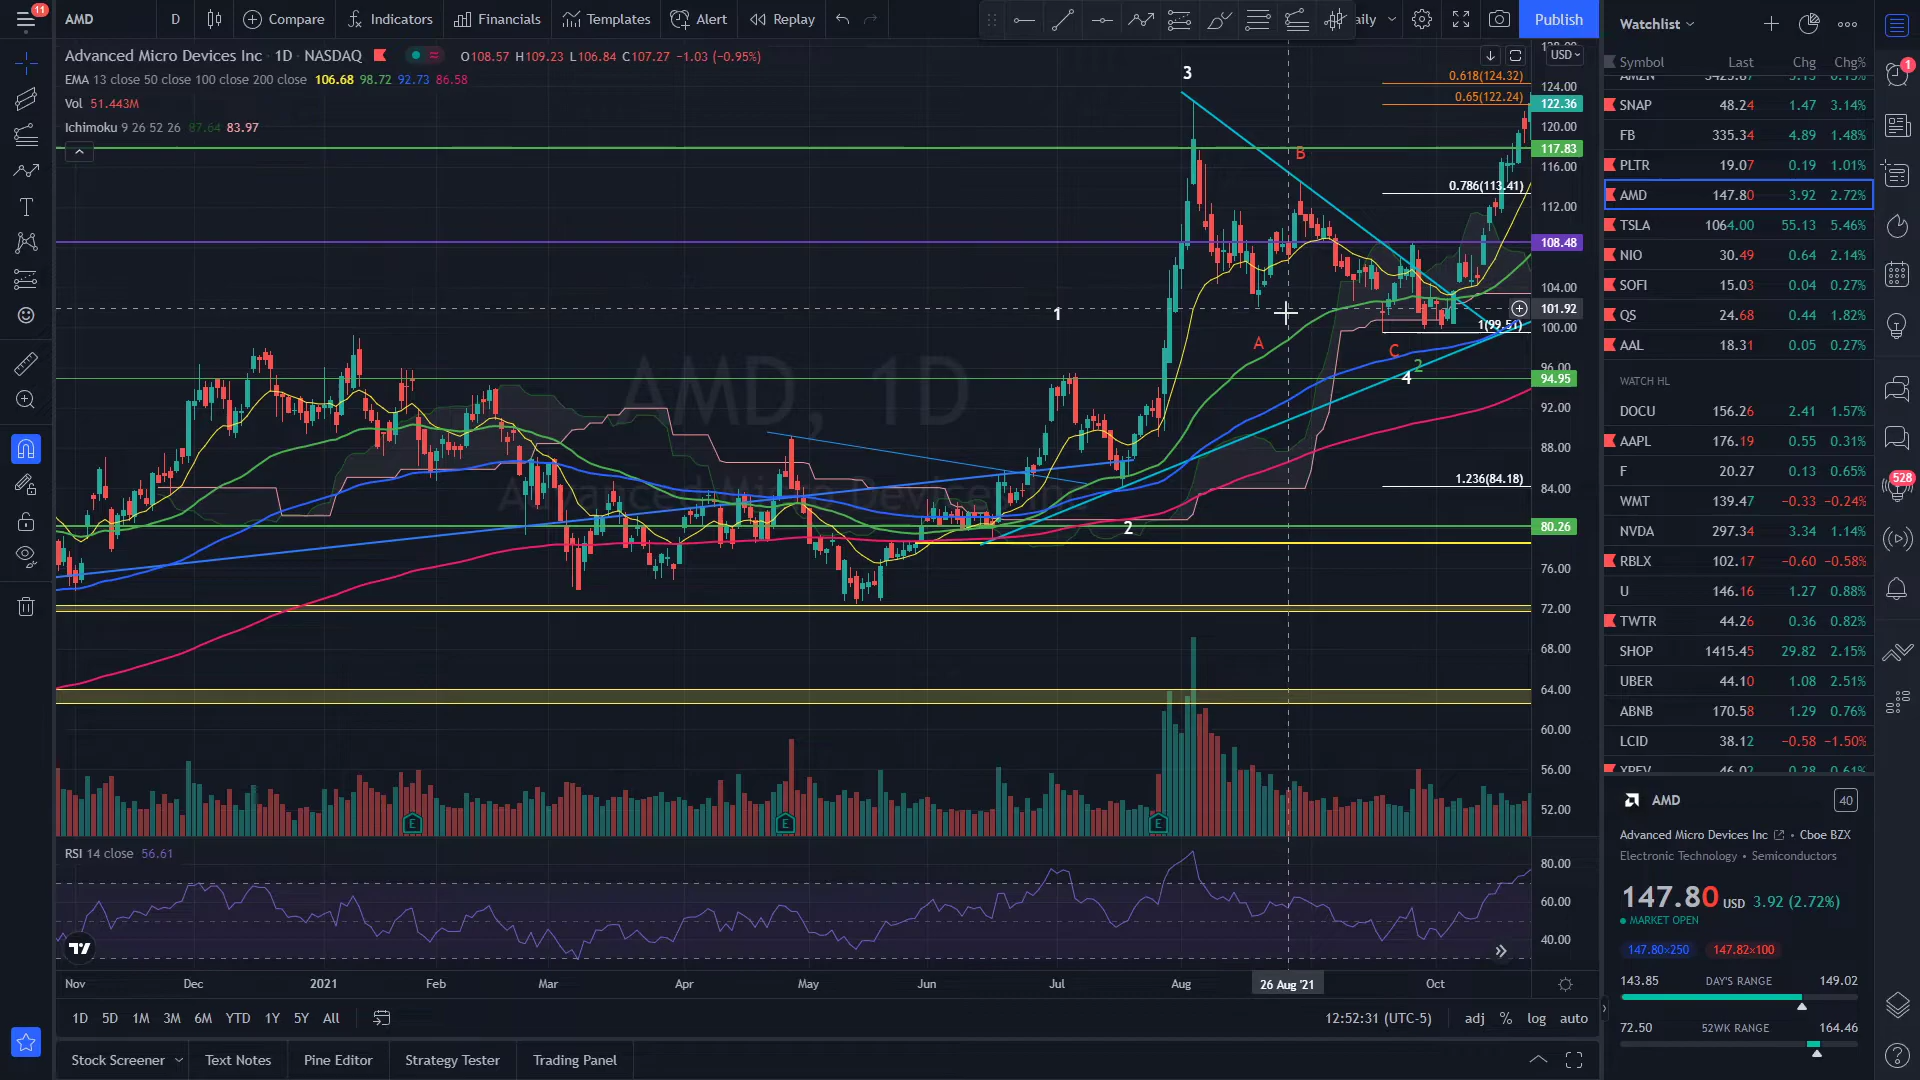 11
AMD D Compare Indicators Financials Templates Alert Replay aily Publish
Advanced Micro Devices Inc · 1D · NASDAQ O108.57 H109.23 L106.84 C107.27 −1.03 (−0.95%)
EMA 13 close 50 close 100 close 200 close 106.68 98.72 92.73 86.58
Vol 51.443M
Ichimoku 9 26 52 26 87.64 83.97
AMD, 1D
Advanced Micro Devices Inc
3
B
1
A
C
2
4
2
0.618(124.32)
0.65(122.24)
0.786(113.41)
1(99.51)
1.236(84.18)
USD
124.00
122.36
120.00
117.83
116.00
112.00
108.48
104.00
101.92
100.00
96.00
94.95
92.00
88.00
84.00
80.26
76.00
72.00
68.00
64.00
60.00
56.00
52.00
E E E
RSI 14 close 56.61
80.00
60.00
40.00
Nov Dec 2021 Feb Mar Apr May Jun Jul Aug 26 Aug '21 Oct
1D 5D 1M 3M 6M YTD 1Y 5Y All 12:52:31 (UTC-5) adj % log auto
Stock Screener Text Notes Pine Editor Strategy Tester Trading Panel
Watchlist
Symbol Last Chg Chg%
SNAP 48.24 1.47 3.14%
FB 335.34 4.89 1.48%
PLTR 19.07 0.19 1.01%
AMD 147.80 3.92 2.72%
TSLA 1064.00 55.13 5.46%
NIO 30.49 0.64 2.14%
SOFI 15.03 0.04 0.27%
QS 24.68 0.44 1.82%
AAL 18.31 0.05 0.27%
WATCH HL
DOCU 156.26 2.41 1.57%
AAPL 176.19 0.55 0.31%
F 20.27 0.13 0.65%
WMT 139.47 −0.33 −0.24%
NVDA 297.34 3.34 1.14%
RBLX 102.17 −0.60 −0.58%
U 146.16 1.27 0.88%
TWTR 44.26 0.36 0.82%
SHOP 1415.45 29.82 2.15%
UBER 44.10 1.08 2.51%
ABNB 170.58 1.29 0.76%
LCID 38.12 −0.58 −1.50%
AMD 40
Advanced Micro Devices Inc • Cboe BZX
Electronic Technology • Semiconductors
147.80 USD 3.92 (2.72%)
MARKET OPEN
147.80×250 147.82×100
143.85 DAY'S RANGE 149.02
72.50 52WK RANGE 164.46
1
528